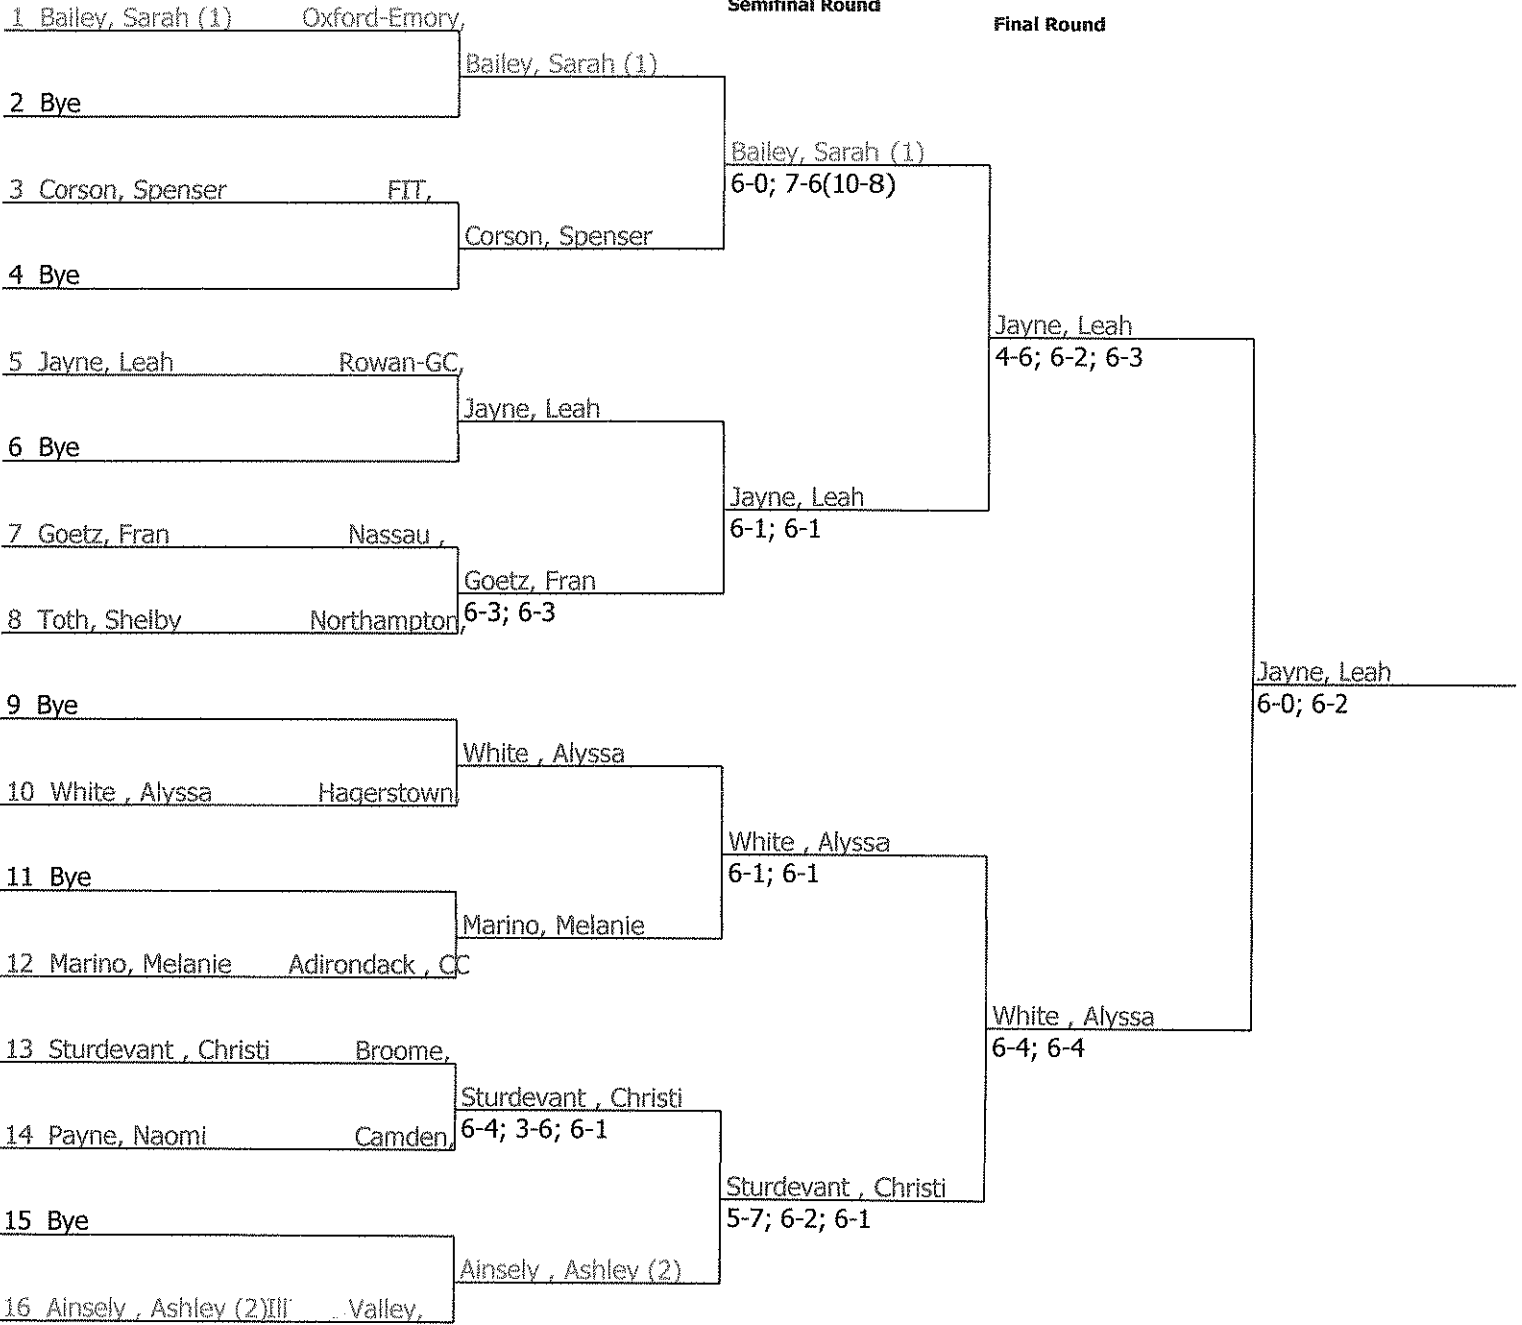 Semifinal Round
Final Round
1 Bailey, Sarah (1) Oxford-Emory,
Bailey, Sarah (1)
2 Bye
Bailey, Sarah (1)
6-0; 7-6(10-8)
3 Corson, Spenser FIT,
Corson, Spenser
4 Bye
Jayne, Leah
4-6; 6-2; 6-3
5 Jayne, Leah Rowan-GC,
Jayne, Leah
6 Bye
Jayne, Leah
6-1; 6-1
7 Goetz, Fran Nassau ,
Goetz, Fran
6-3; 6-3
8 Toth, Shelby Northampton,
Jayne, Leah
6-0; 6-2
9 Bye
White , Alyssa
10 White , Alyssa Hagerstown,
White , Alyssa
6-1; 6-1
11 Bye
Marino, Melanie
12 Marino, Melanie Adirondack , CC
White , Alyssa
6-4; 6-4
13 Sturdevant , Christi Broome,
Sturdevant , Christi
6-4; 3-6; 6-1
14 Payne, Naomi Camden,
Sturdevant , Christi
5-7; 6-2; 6-1
15 Bye
Ainsely , Ashley (2)
16 Ainsely , Ashley (2) Valley,